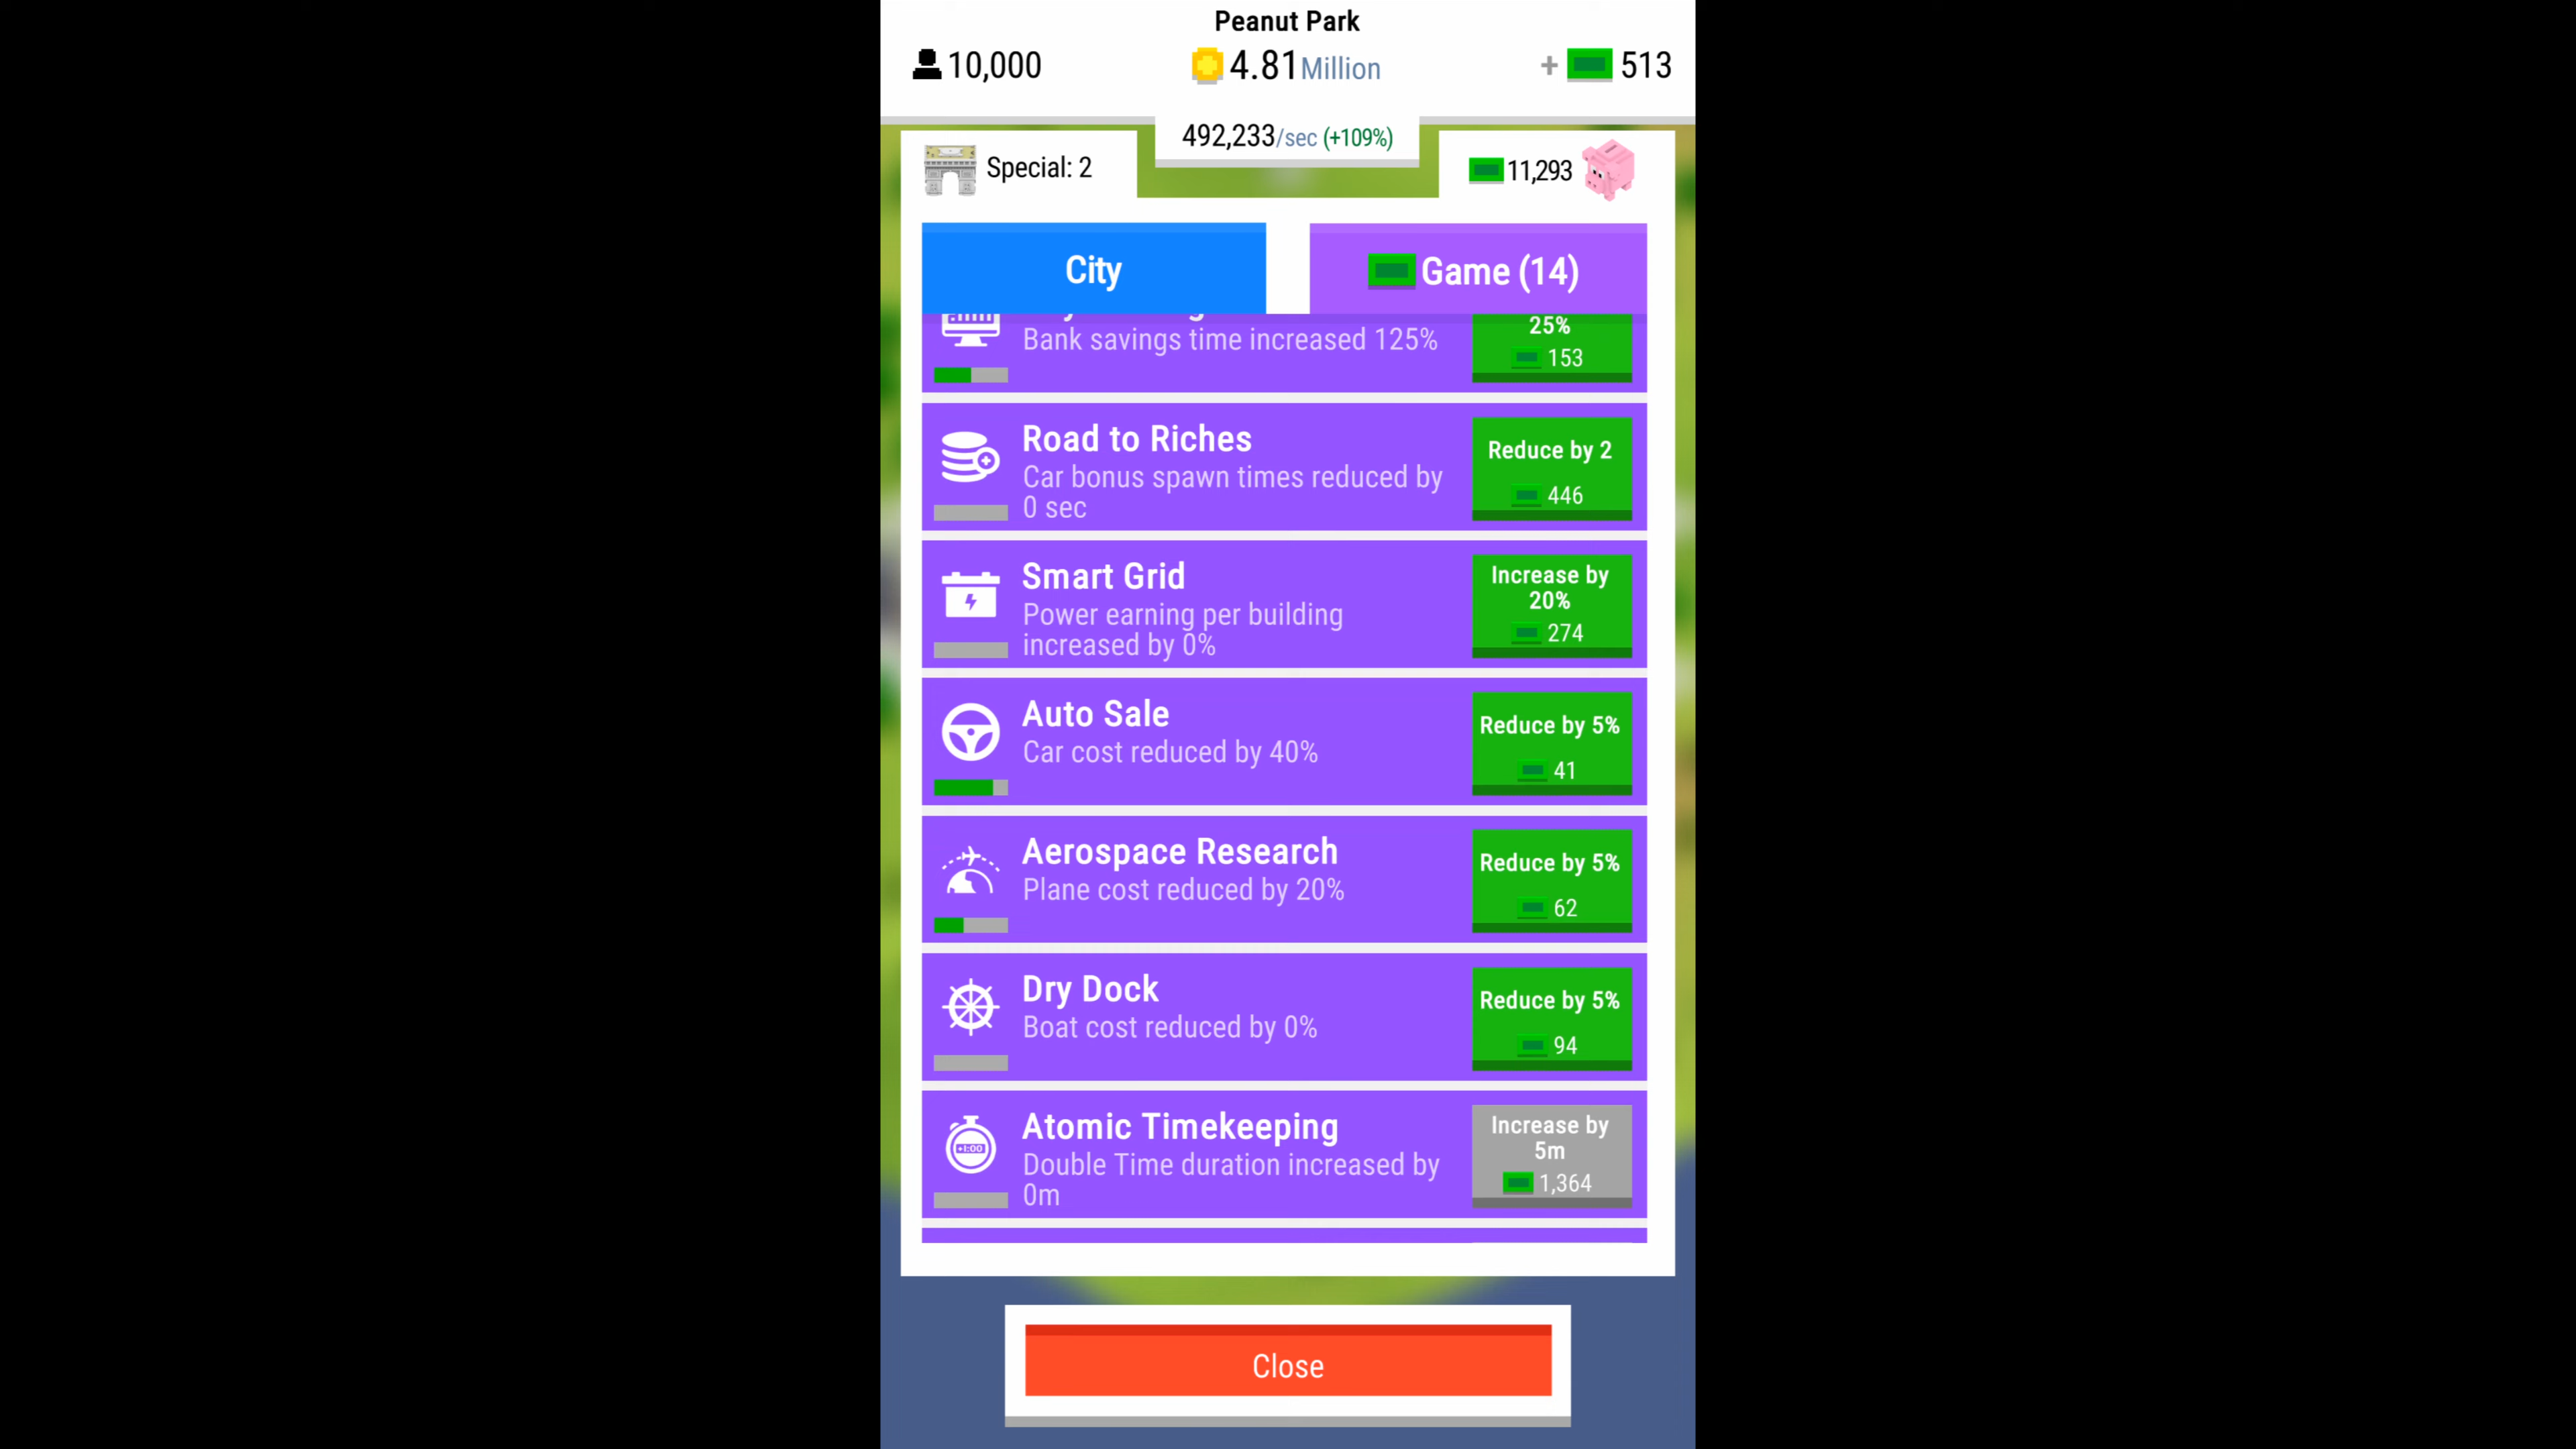 Peanut Park
10,000
4.81 Million
+ 513
492,233/sec (+109%)
Special: 2
11,293
City
Game (14)
Bank savings time increased 125%
25%
153
Road to Riches
Car bonus spawn times reduced by
0 sec
Reduce by 2
446
Smart Grid
Power earning per building
increased by 0%
Increase by
20%
274
Auto Sale
Car cost reduced by 40%
Reduce by 5%
41
Aerospace Research
Plane cost reduced by 20%
Reduce by 5%
62
Dry Dock
Boat cost reduced by 0%
Reduce by 5%
94
Atomic Timekeeping
Double Time duration increased by
0m
Increase by
5m
1,364
Close